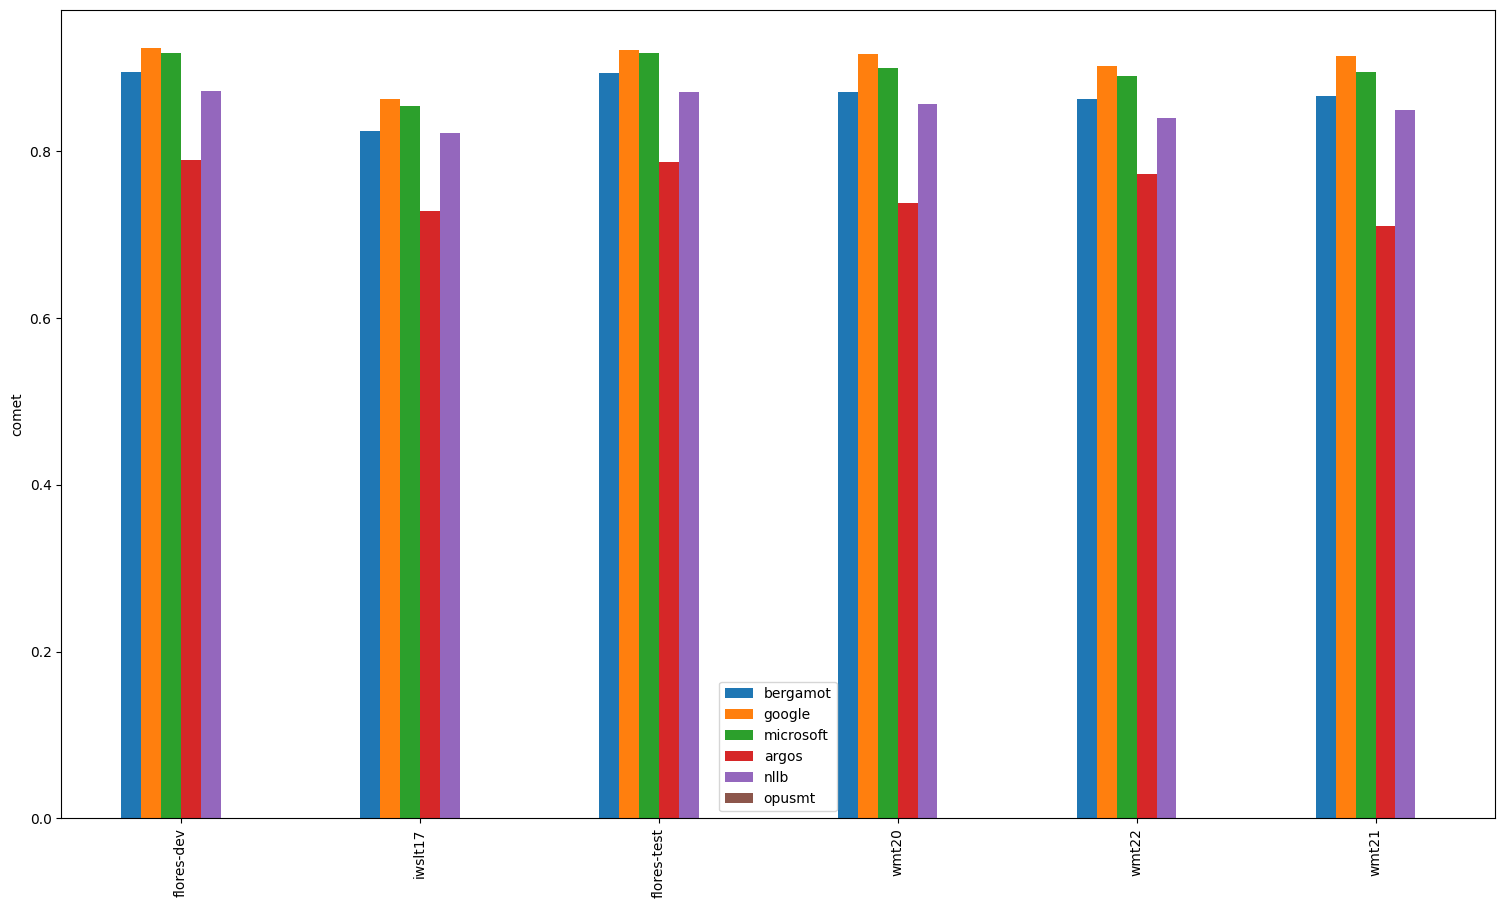 comet
0.8
0.6
0.4
0.2
0.0
bergamot
google
microsoft
argos
nllb
opusmt
flores-dev
iwslt17
flores-test
wmt20
wmt22
wmt21